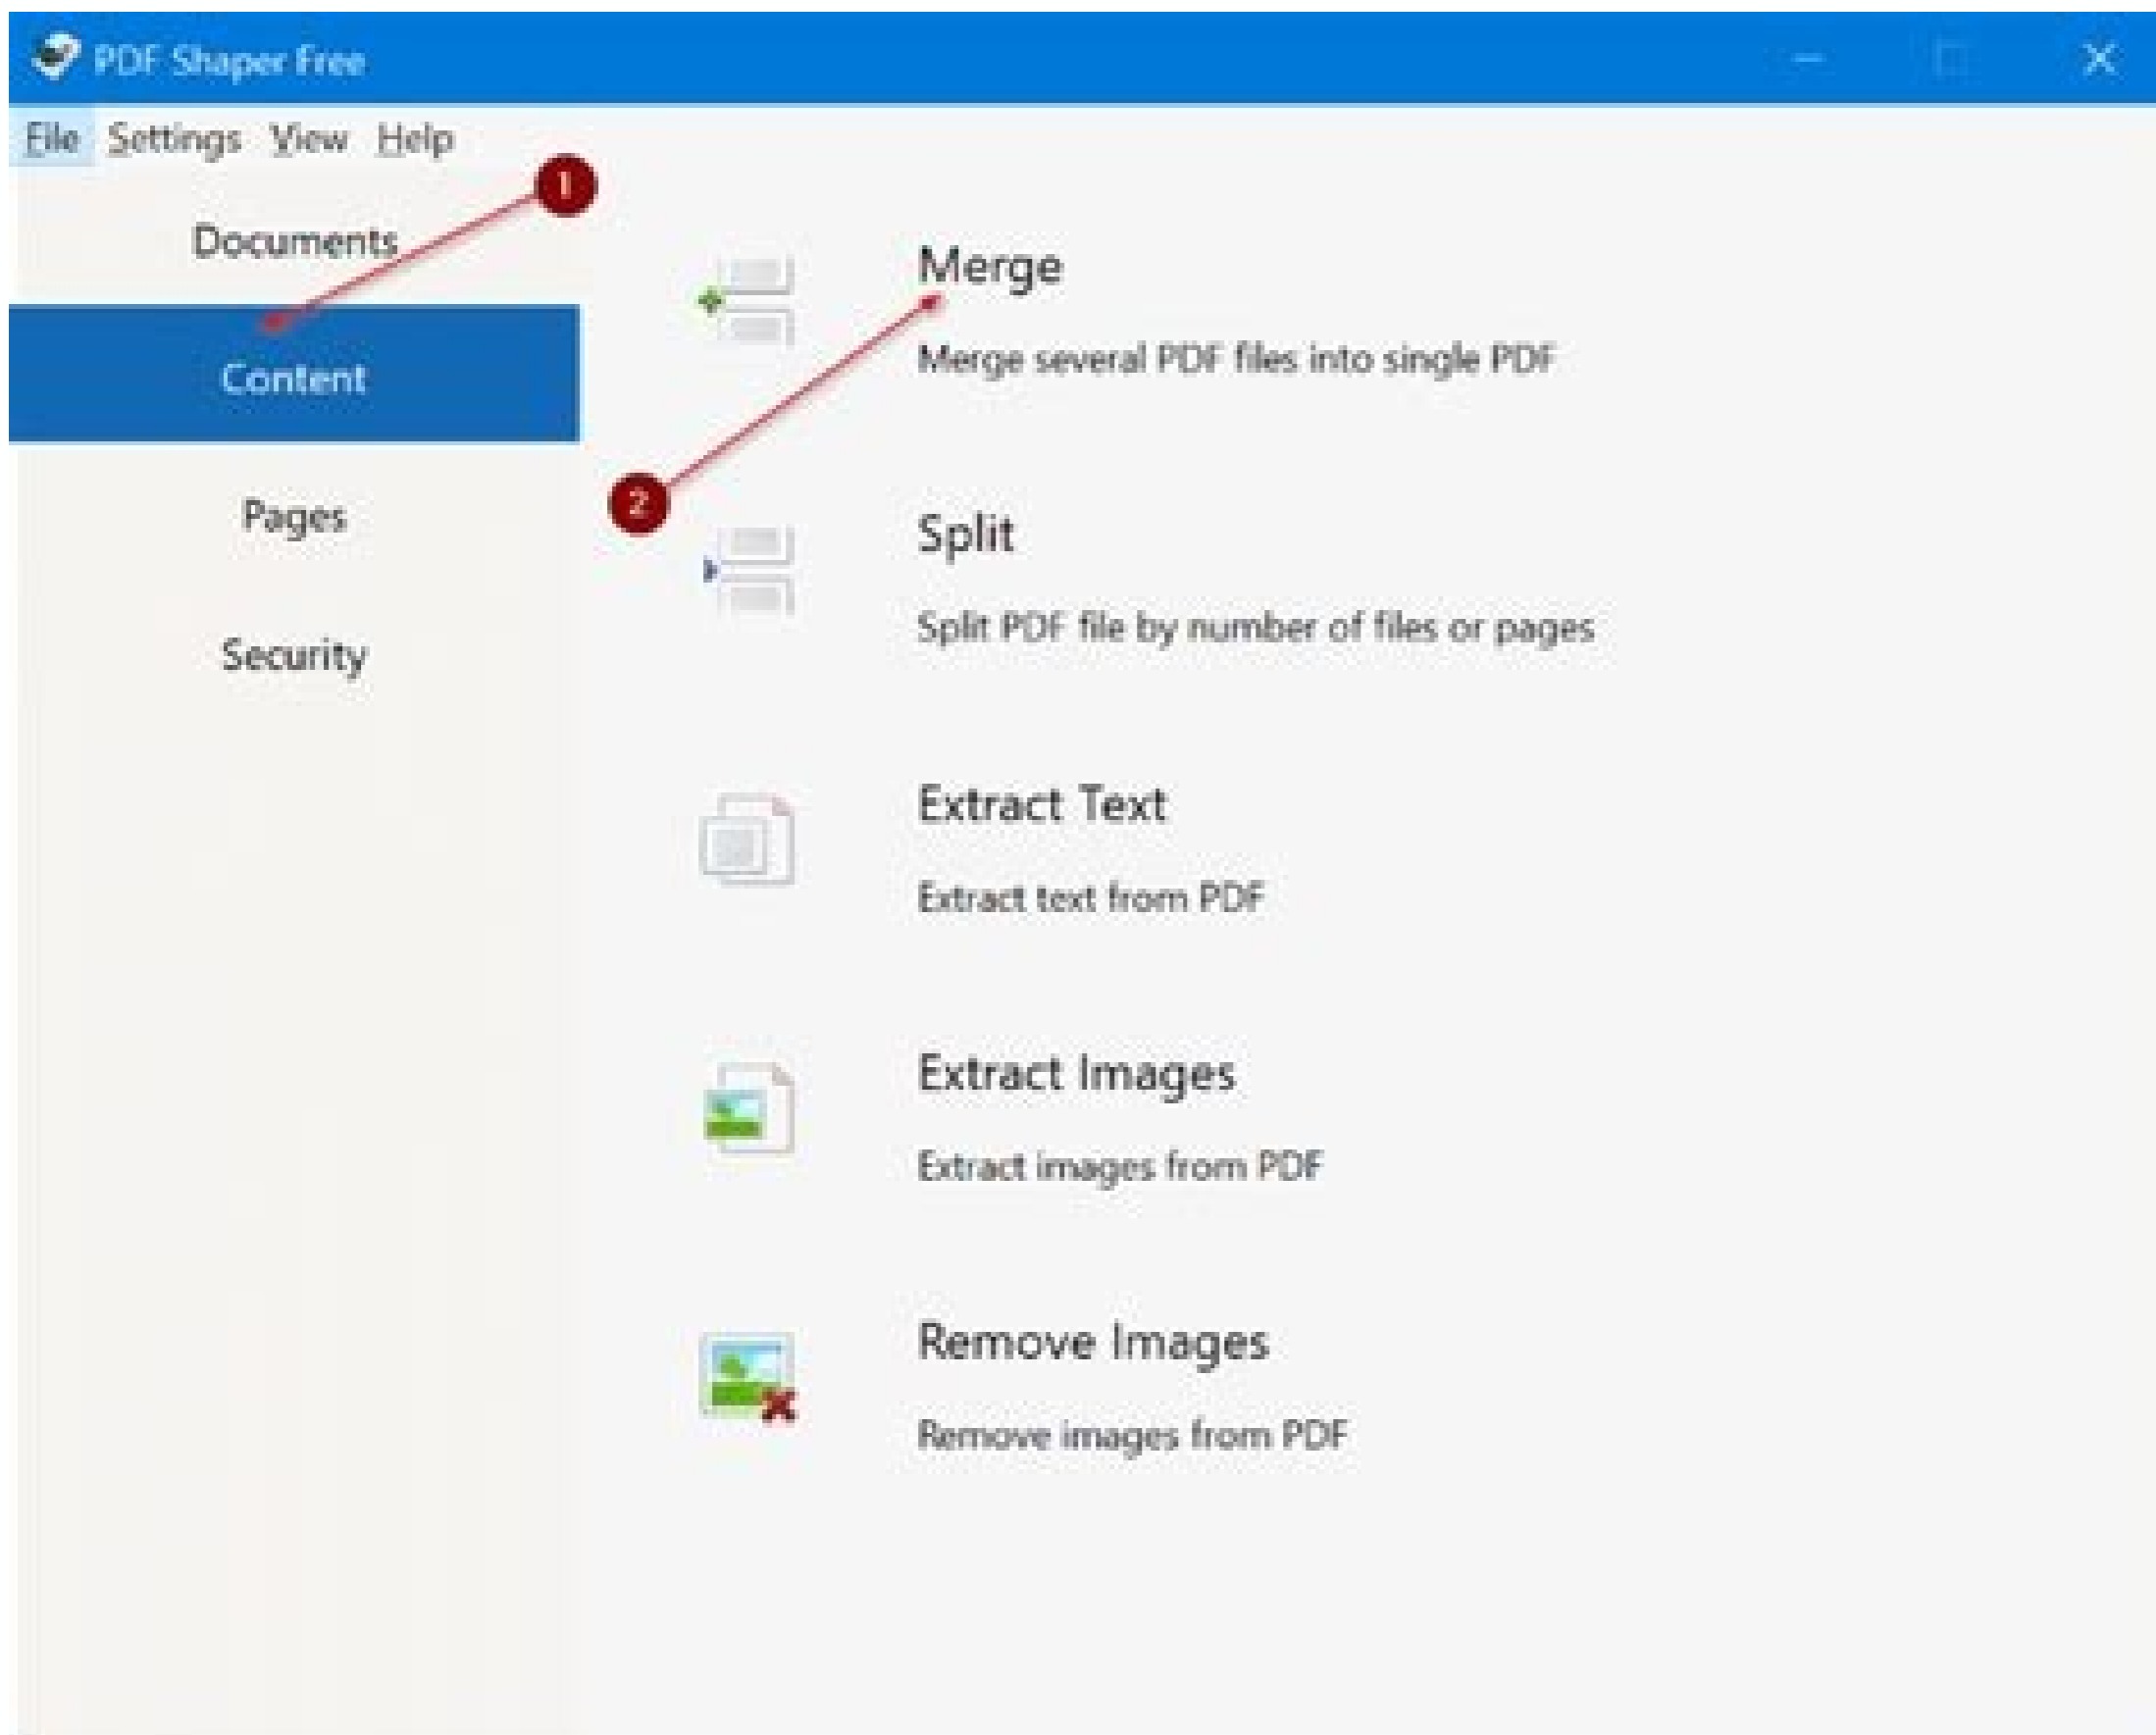 PDF Shaper Free
File Settings View Help
1
Documents
Content
Pages
Security
Merge
Merge several PDF files into single PDF
2
Split
Split PDF file by number of files or pages
Extract Text
Extract text from PDF
Extract Images
Extract images from PDF
Remove Images
Remove images from PDF